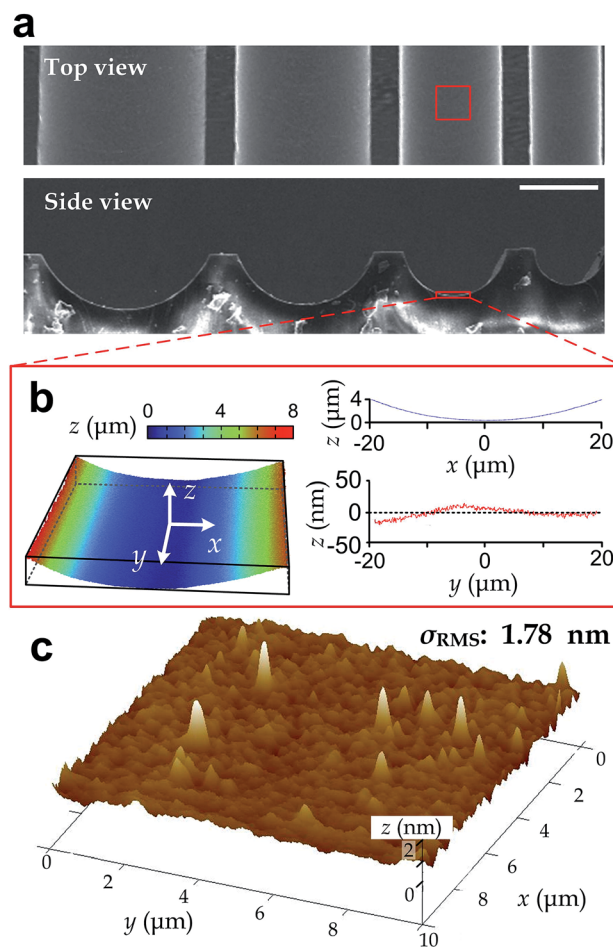 a
Top view
Side view
b
z (µm)
0 4 8
z
x
y
z (µm)
4
0
-20 0 20
x (µm)
z (nm)
50
0
-50
-20 0 20
y (µm)
c
σRMS: 1.78 nm
z (nm)
2
0
0 2 4 6 8 10
y (µm)
0 2 4 6 8
x (µm)